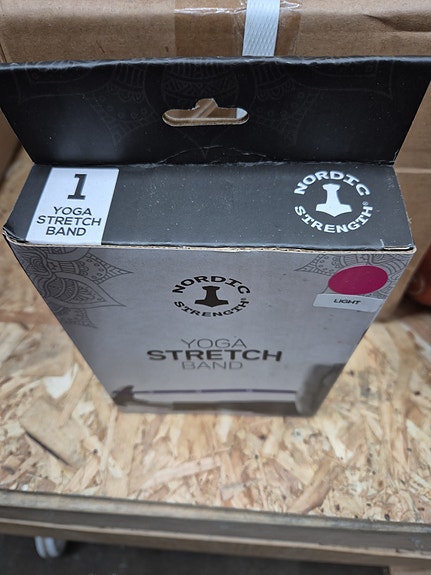 1
YOGA
STRETCH
BAND
NORDIC
STRENGTH®
NORDIC
STRENGTH®
LIGHT
YOGA
STRETCH
BAND